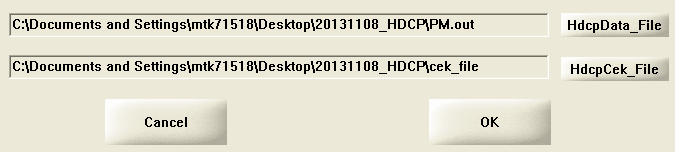 C:\Documents and Settings\mtk71518\Desktop\20131108_HDCP\PM.out HdcpData_File
C:\Documents and Settings\mtk71518\Desktop\20131108_HDCP\cek_file HdcpCek_File
Cancel OK